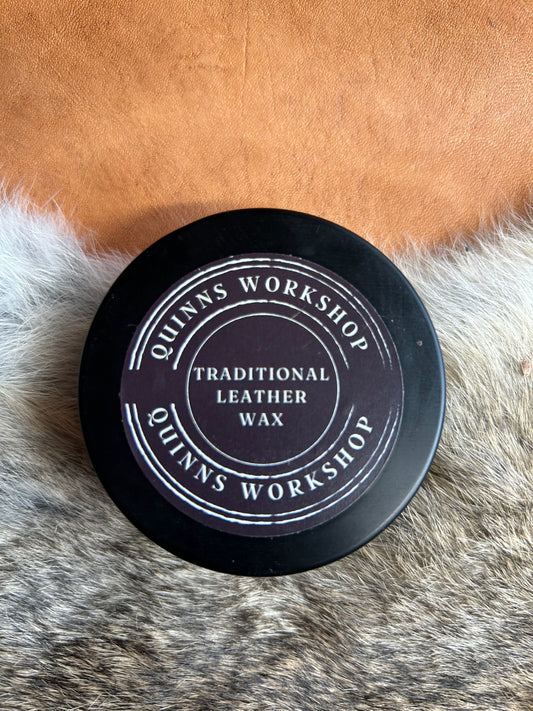 QUINNS WORKSHOP
TRADITIONAL
LEATHER
WAX
QUINNS WORKSHOP